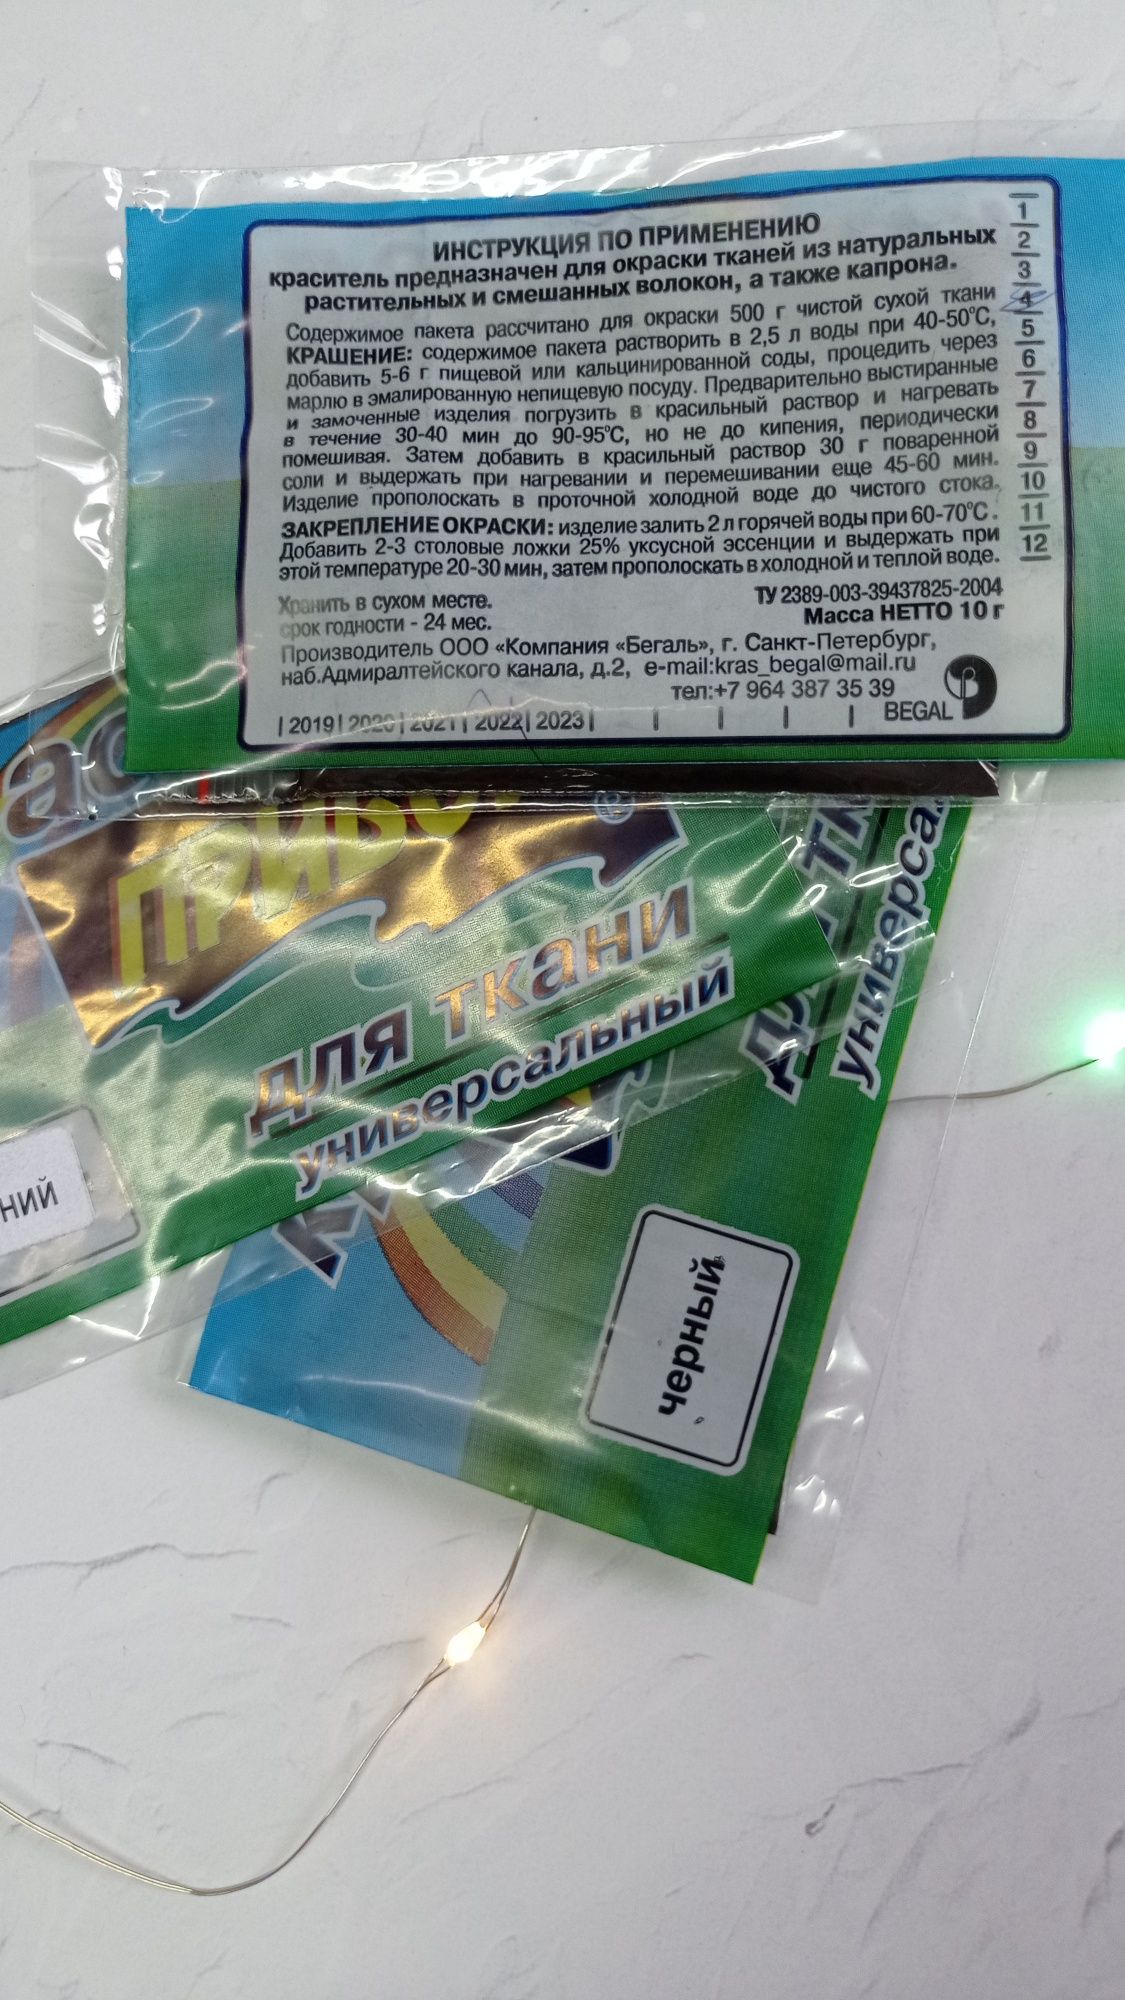 ИНСТРУКЦИЯ ПО ПРИМЕНЕНИЮ
краситель предназначен для окраски тканей из натуральных
растительных и смешанных волокон, а также капрона.
Содержимое пакета рассчитано для окраски 500 г чистой сухой ткани
КРАШЕНИЕ: содержимое пакета растворить в 2,5 л воды при 40-50°С,
добавить 5-6 г пищевой или кальцинированной соды, процедить через
марлю в эмалированную непищевую посуду. Предварительно выстиранные
и замоченные изделия погрузить в красильный раствор и нагревать
в течение 30-40 мин до 90-95°С, но не до кипения, периодически
помешивая. Затем добавить в красильный раствор 30 г поваренной
соли и выдержать при нагревании и перемешивании еще 45-60 мин.
Изделие прополоскать в проточной холодной воде до чистого стока.
ЗАКРЕПЛЕНИЕ ОКРАСКИ: изделие залить 2 л горячей воды при 60-70°С.
Добавить 2-3 столовые ложки 25% уксусной эссенции и выдержать при
этой температуре 20-30 мин, затем прополоскать в холодной и теплой воде.
Хранить в сухом месте.
срок годности - 24 мес.
ТУ 2389-003-39437825-2004
Масса НЕТТО 10 г
Производитель ООО «Компания «Бегаль», г. Санкт-Петербург,
наб.Адмиралтейского канала, д.2, e-mail:kras_begal@mail.ru
тел:+7 964 387 35 39
BEGAL
| 2019 | 2020 | 2021 | 2022 | 2023 |
1
2
3
4
5
6
7
8
9
10
11
12
для ткани
универсальный
ний
черный